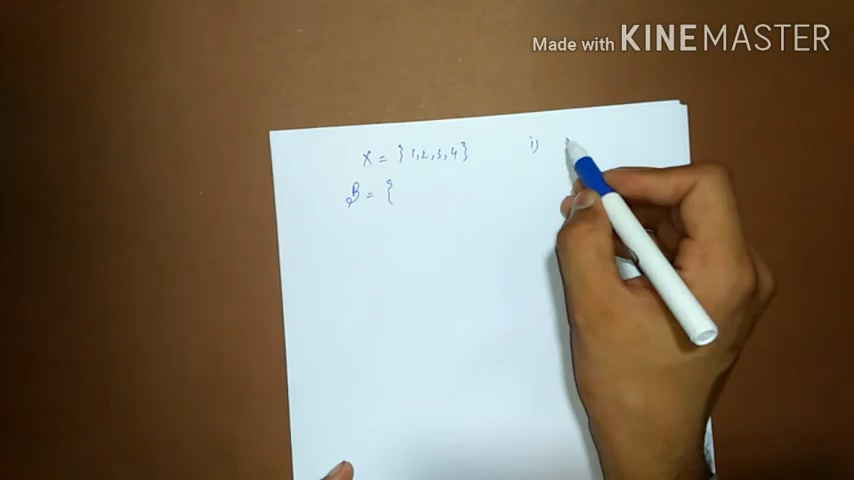 Made with KINEMASTER
X = {1,2,3,4}
i)
B = {